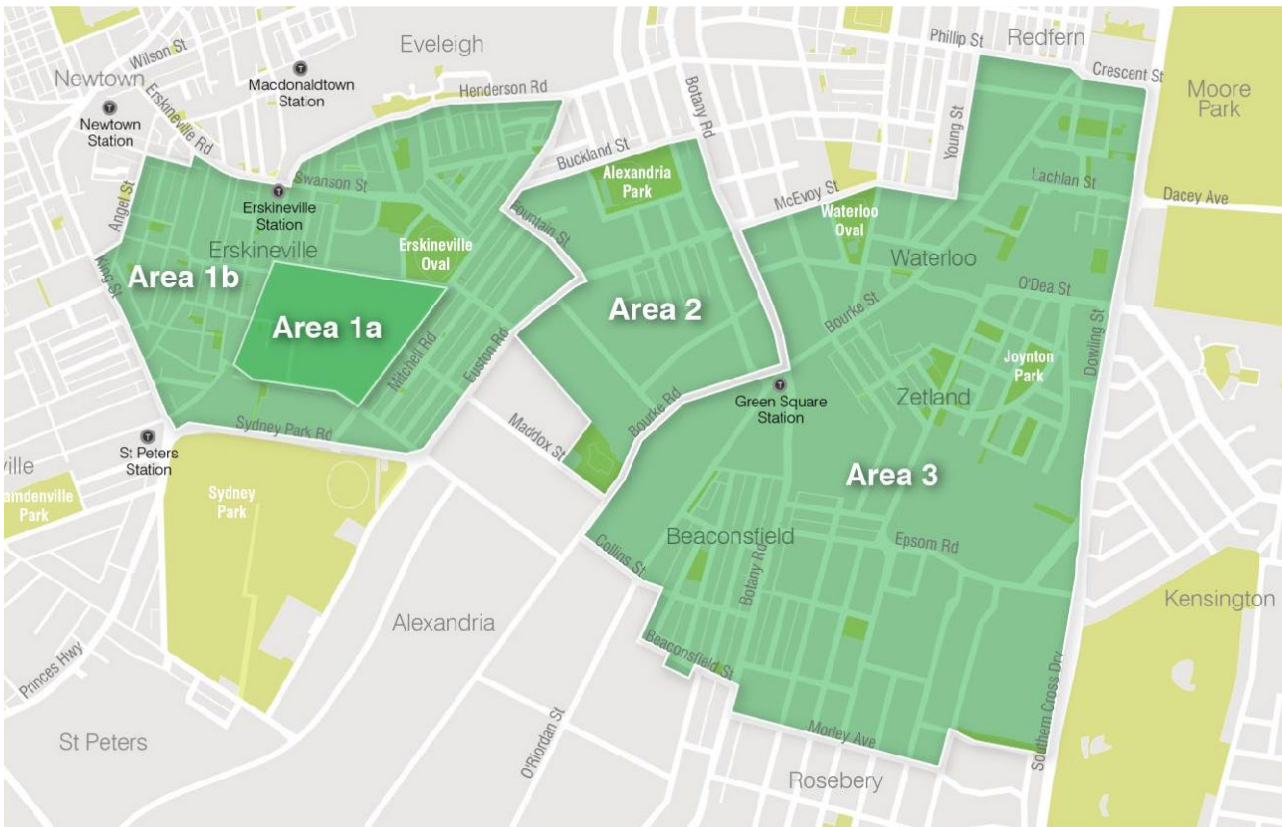 Eveleigh
Phillip St
Redfern
Crescent St
Moore
Park
Wilson St
Newtown
Macdonaldtown
Station
Henderson Rd
Botany Rd
Newtown
Station
Erskineville Rd
Young St
Buckland St
Alexandria
Park
Swanson St
Lachlan St
Dacey Ave
McEvoy St
Angel St
Erskineville
Station
Fountain St
Waterloo
Oval
Erskineville
Erskineville
Oval
Waterloo
King St
Area 1b
O'Dea St
Area 2
Bourke St
Area 1a
Dowling St
Mitchell Rd
Euston Rd
Joynton
Park
Zetland
Green Square
Station
Bourke Rd
Sydney Park Rd
Maddox St
St Peters
Station
ville
Area 3
amdenville
Park
Sydney
Park
Beaconsfield
Epsom Rd
Collins St
Botany Rd
Kensington
Alexandria
Beaconsfield St
Princes Hwy
Southern Cross Drv
O'Riordan St
Morley Ave
St Peters
Rosebery